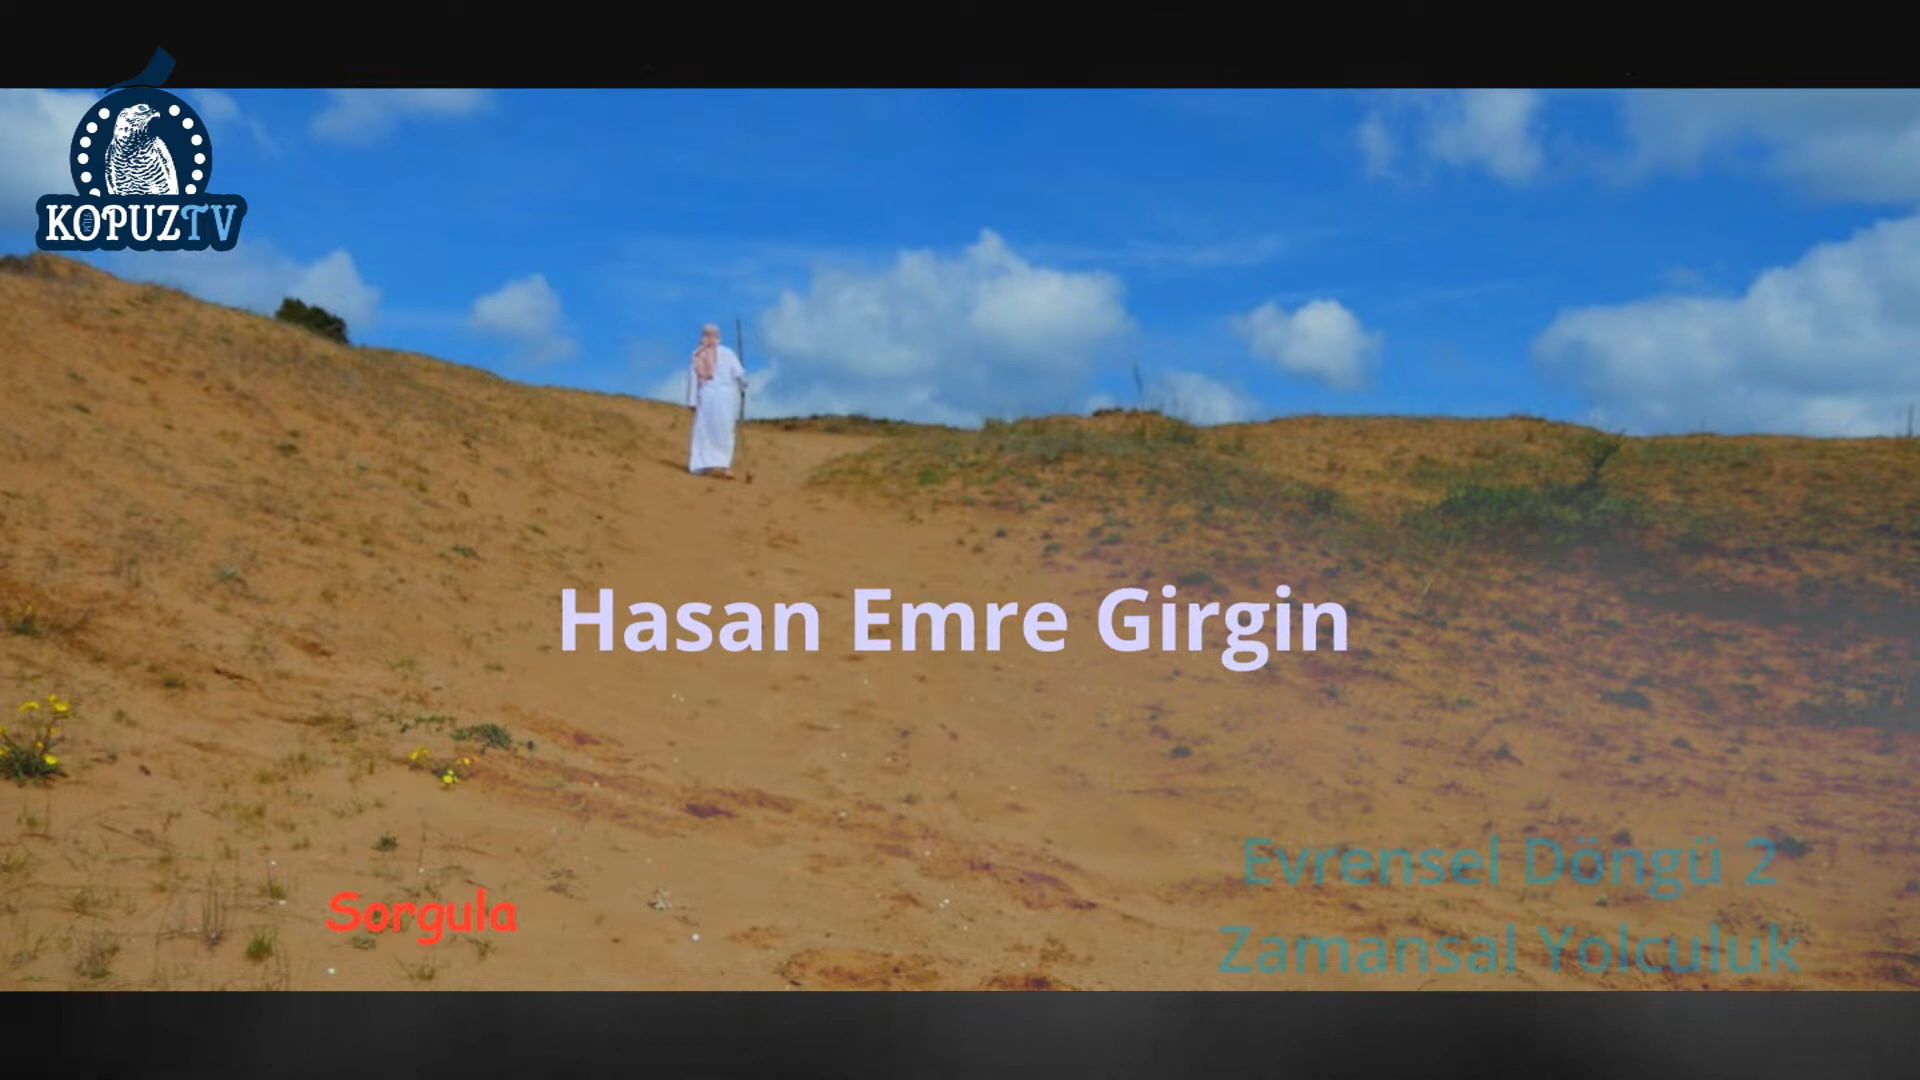 KOPUZTV
Hasan Emre Girgin
Sorgula
Evrensel Döngü 2
Zamansal Yolculuk